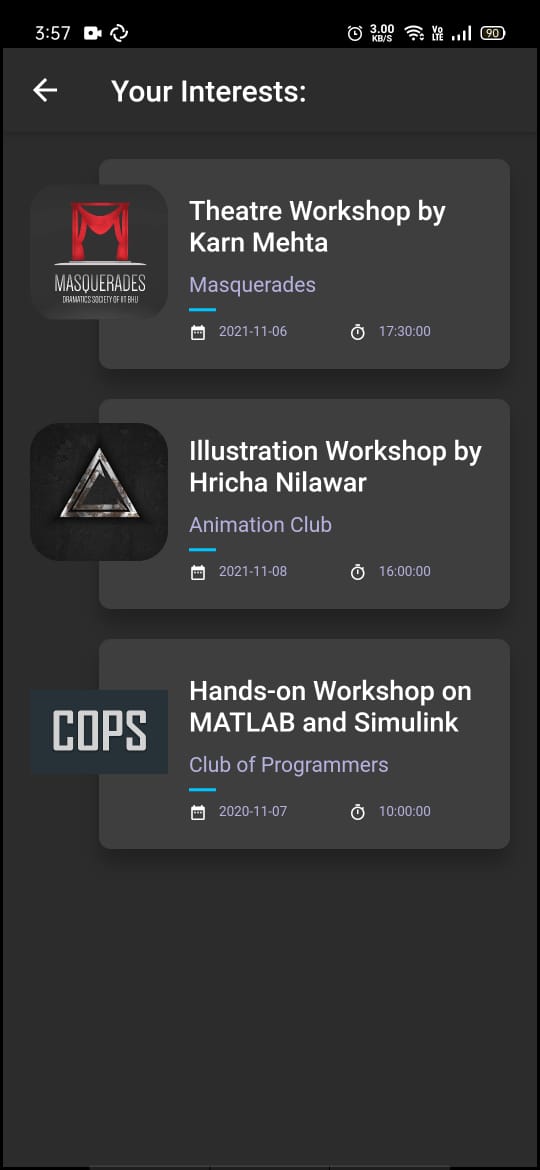 3:57
3.00
KB/S
Vo
LTE
90
Your Interests:
MASQUERADES
DRAMATICS SOCIETY OF IIT BHU
Theatre Workshop by
Karn Mehta
Masquerades
2021-11-06 17:30:00
Illustration Workshop by
Hricha Nilawar
Animation Club
2021-11-08 16:00:00
COPS
Hands-on Workshop on
MATLAB and Simulink
Club of Programmers
2020-11-07 10:00:00